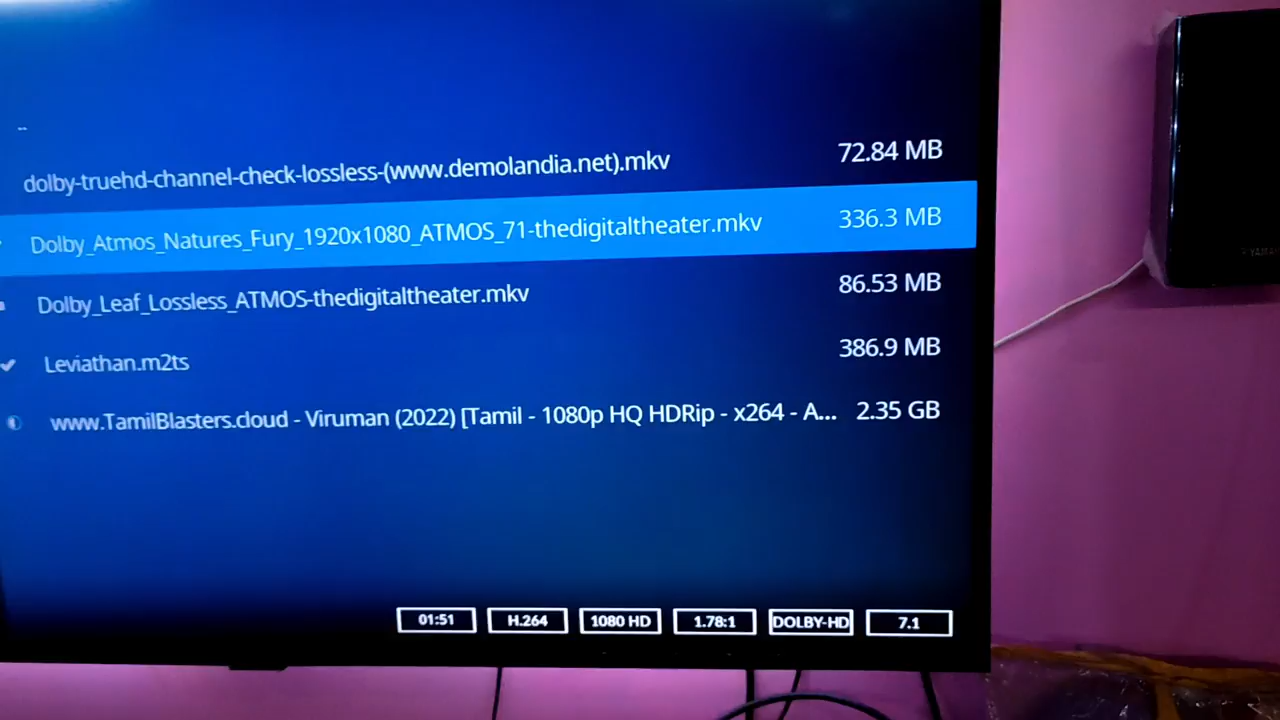 ..
dolby-truehd-channel-check-lossless-(www.demolandia.net).mkv 72.84 MB
Dolby_Atmos_Natures_Fury_1920x1080_ATMOS_71-thedigitaltheater.mkv 336.3 MB
Dolby_Leaf_Lossless_ATMOS-thedigitaltheater.mkv 86.53 MB
Leviathan.m2ts 386.9 MB
www.TamilBlasters.cloud - Viruman (2022) [Tamil - 1080p HQ HDRip - x264 - A... 2.35 GB
01:51 H.264 1080 HD 1.78:1 DOLBY-HD 7.1